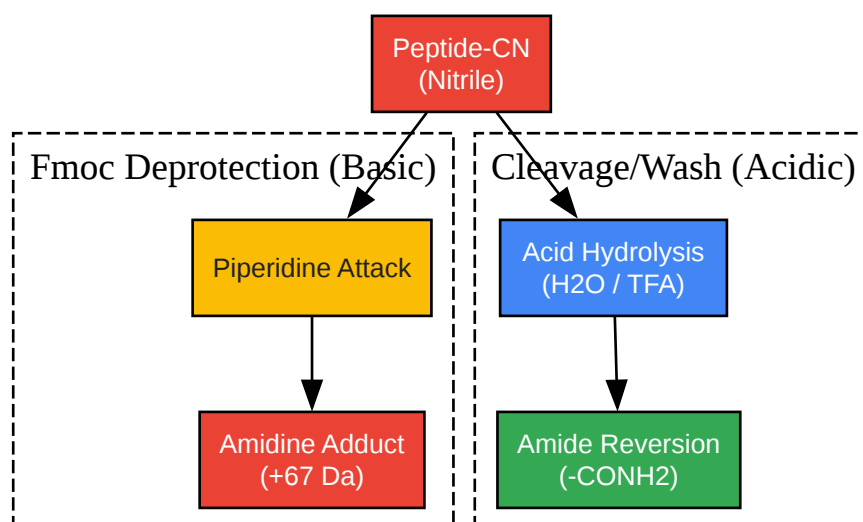 Peptide-CN
(Nitrile)
Fmoc Deprotection (Basic)
Cleavage/Wash (Acidic)
Piperidine Attack
Acid Hydrolysis
(H2O / TFA)
Amidine Adduct
(+67 Da)
Amide Reversion
(-CONH2)